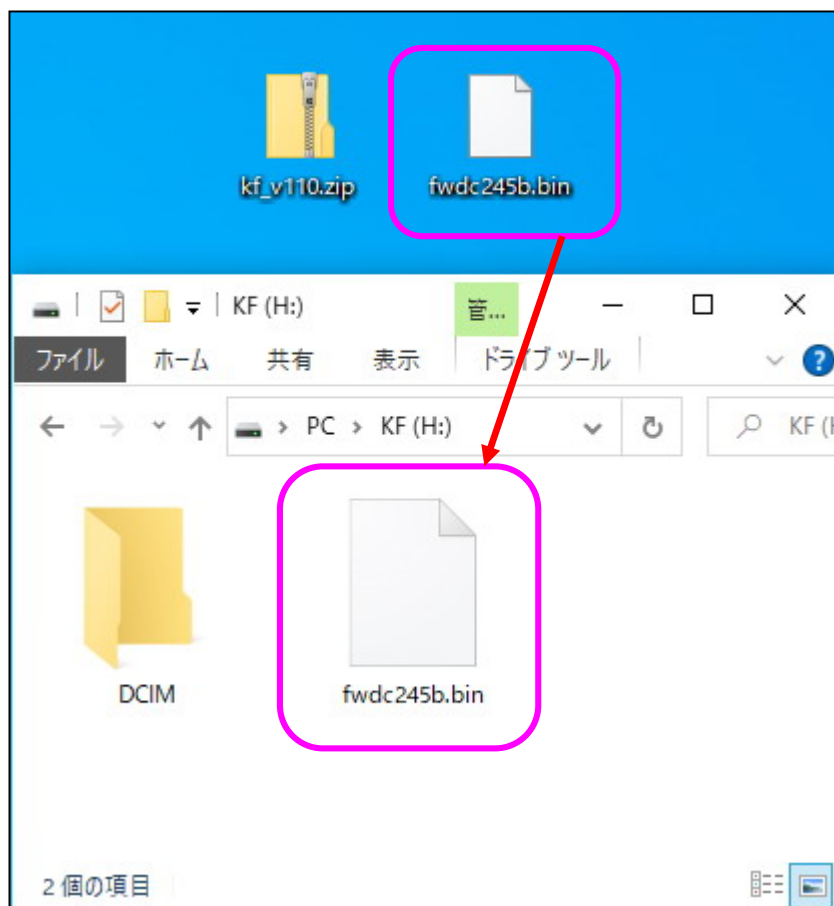 kf_v110.zip
fwdc245b.bin
KF (H:)
管...
ファイル
ホーム
共有
表示
ドライブ ツール
?
PC
KF (H:)
KF (H
DCIM
fwdc245b.bin
2 個の項目